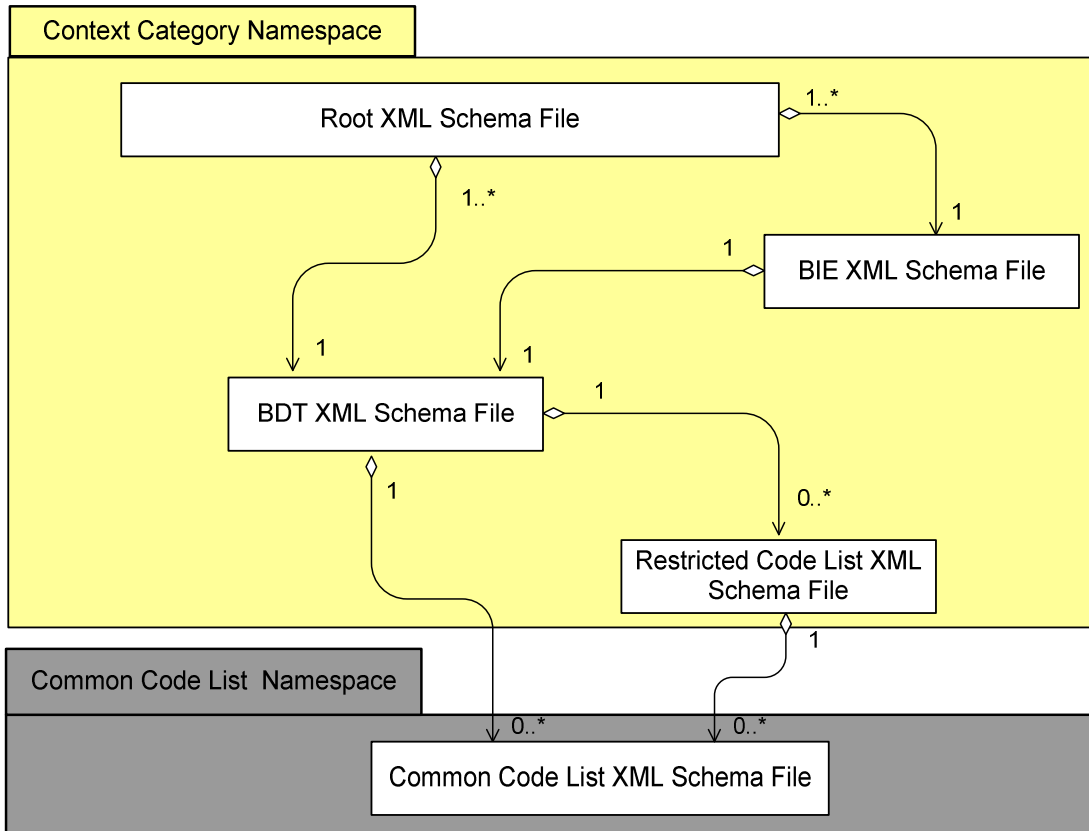 Context Category Namespace
Root XML Schema File
1..*
1..*
1
1
BIE XML Schema File
1
1
BDT XML Schema File
1
1
0..*
Restricted Code List XML
Schema File
1
Common Code List Namespace
0..*
0..*
Common Code List XML Schema File